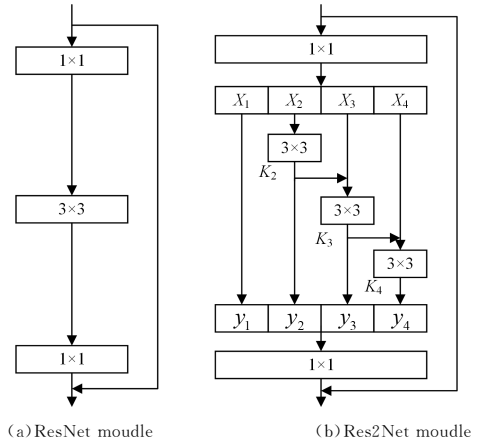 1×1
3×3
1×1
(a)ResNet moudle
1×1
X1 X2 X3 X4
3×3
K2
3×3
K3
3×3
K4
y1 y2 y3 y4
1×1
(b)Res2Net moudle